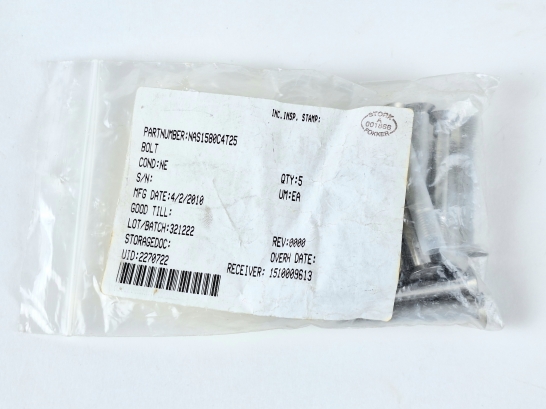 INC.INSP. STAMP:
STORK
A
001886
FOKKER
PARTNUMBER:NAS1580C4T25
BOLT
COND:NE
S/N:
QTY:5
MFG DATE:4/2/2010
UM:EA
GOOD TILL:
LOT/BATCH:321222
REV:0000
STORAGEDOC:
OVERH DATE:
UID:2270722
RECEIVER: 1510009613